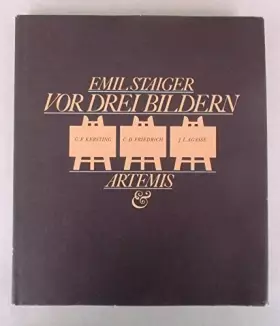 EMIL STAIGER
VOR DREI BILDERN
G.F. KERSTING C.D. FRIEDRICH J.L. AGASSE
ARTEMIS
&